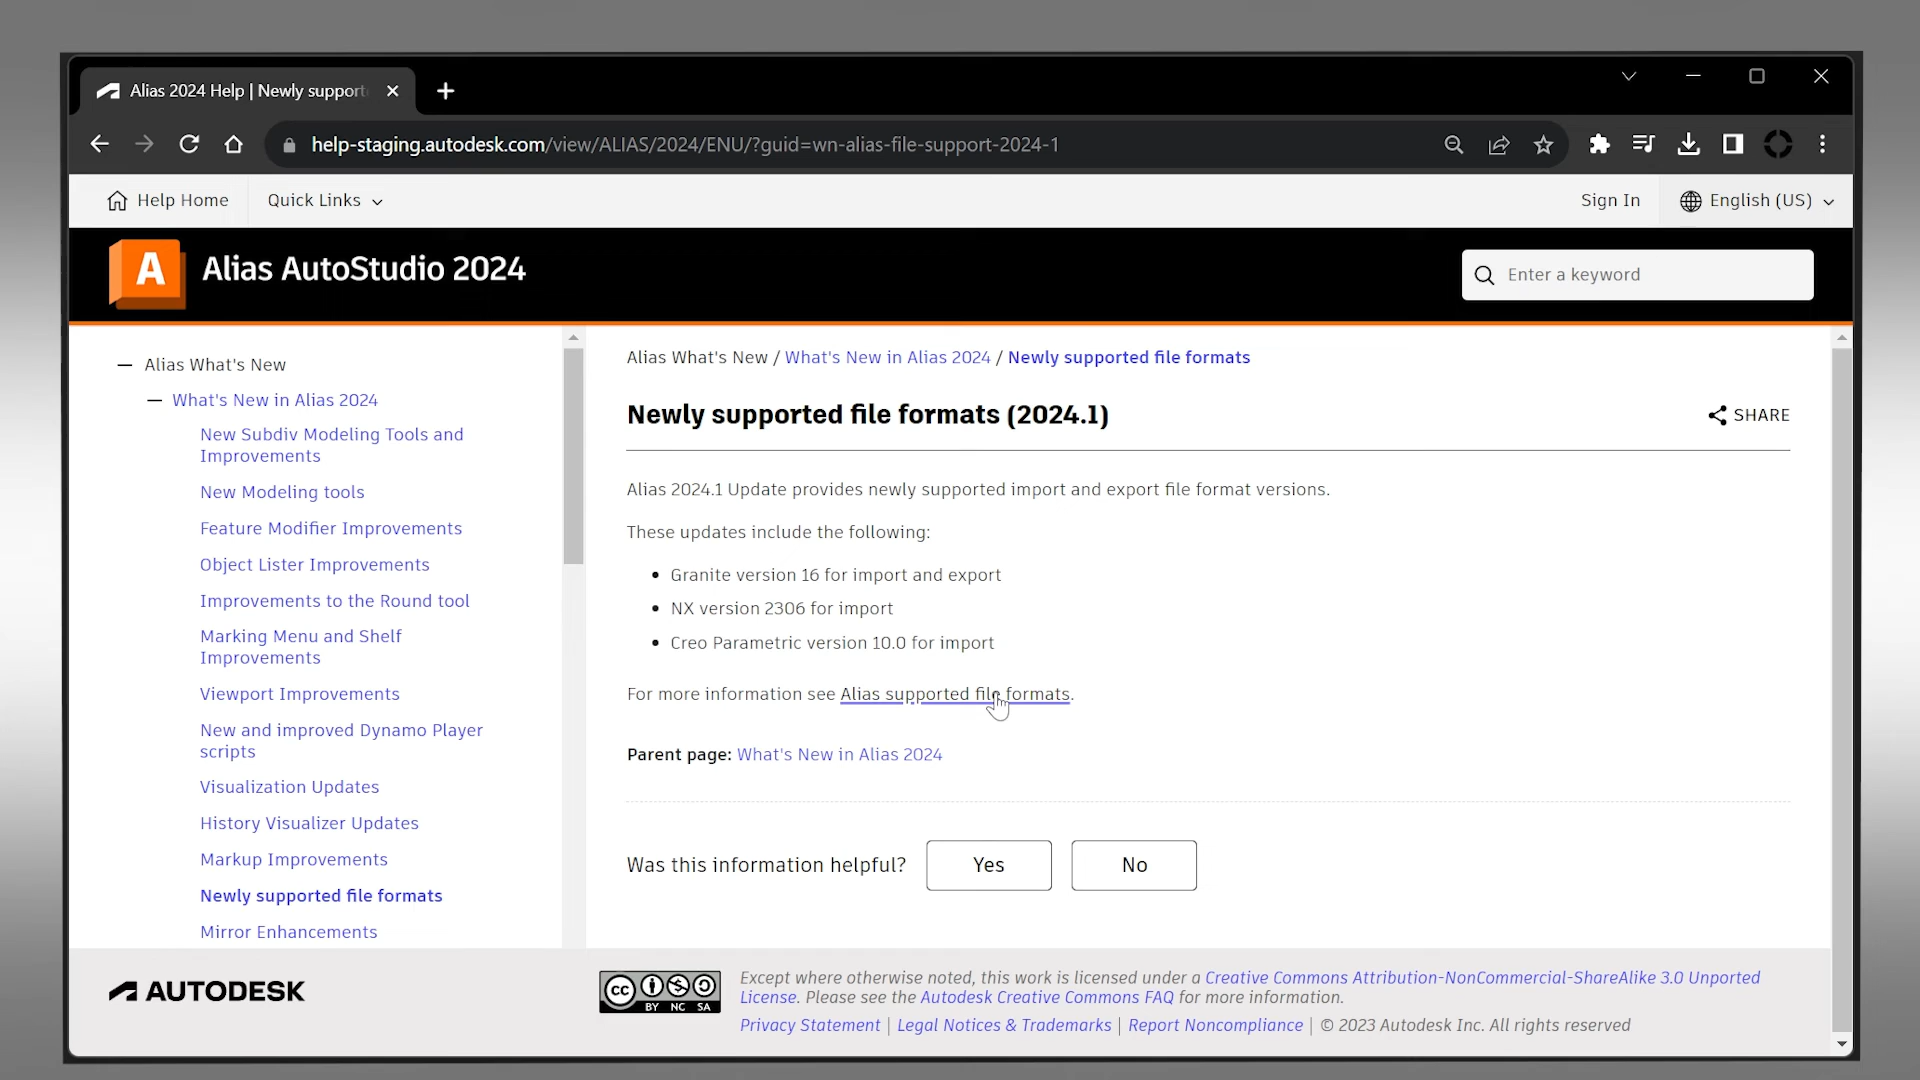 Alias 2024 Help | Newly support
help-staging.autodesk.com/view/ALIAS/2024/ENU/?guid=wn-alias-file-support-2024-1
Help Home
Quick Links
Sign In
English (US)
A
Alias AutoStudio 2024
Enter a keyword
Alias What's New
What's New in Alias 2024
New Subdiv Modeling Tools and
Improvements
New Modeling tools
Feature Modifier Improvements
Object Lister Improvements
Improvements to the Round tool
Marking Menu and Shelf
Improvements
Viewport Improvements
New and improved Dynamo Player
scripts
Visualization Updates
History Visualizer Updates
Markup Improvements
Newly supported file formats
Mirror Enhancements
Alias What's New / What's New in Alias 2024 / Newly supported file formats
Newly supported file formats (2024.1)
SHARE
Alias 2024.1 Update provides newly supported import and export file format versions.
These updates include the following:
• Granite version 16 for import and export
• NX version 2306 for import
• Creo Parametric version 10.0 for import
For more information see Alias supported file formats.
Parent page: What's New in Alias 2024
Was this information helpful?
Yes
No
AUTODESK
cc BY NC SA
Except where otherwise noted, this work is licensed under a Creative Commons Attribution-NonCommercial-ShareAlike 3.0 Unported
License. Please see the Autodesk Creative Commons FAQ for more information.
Privacy Statement | Legal Notices & Trademarks | Report Noncompliance | © 2023 Autodesk Inc. All rights reserved